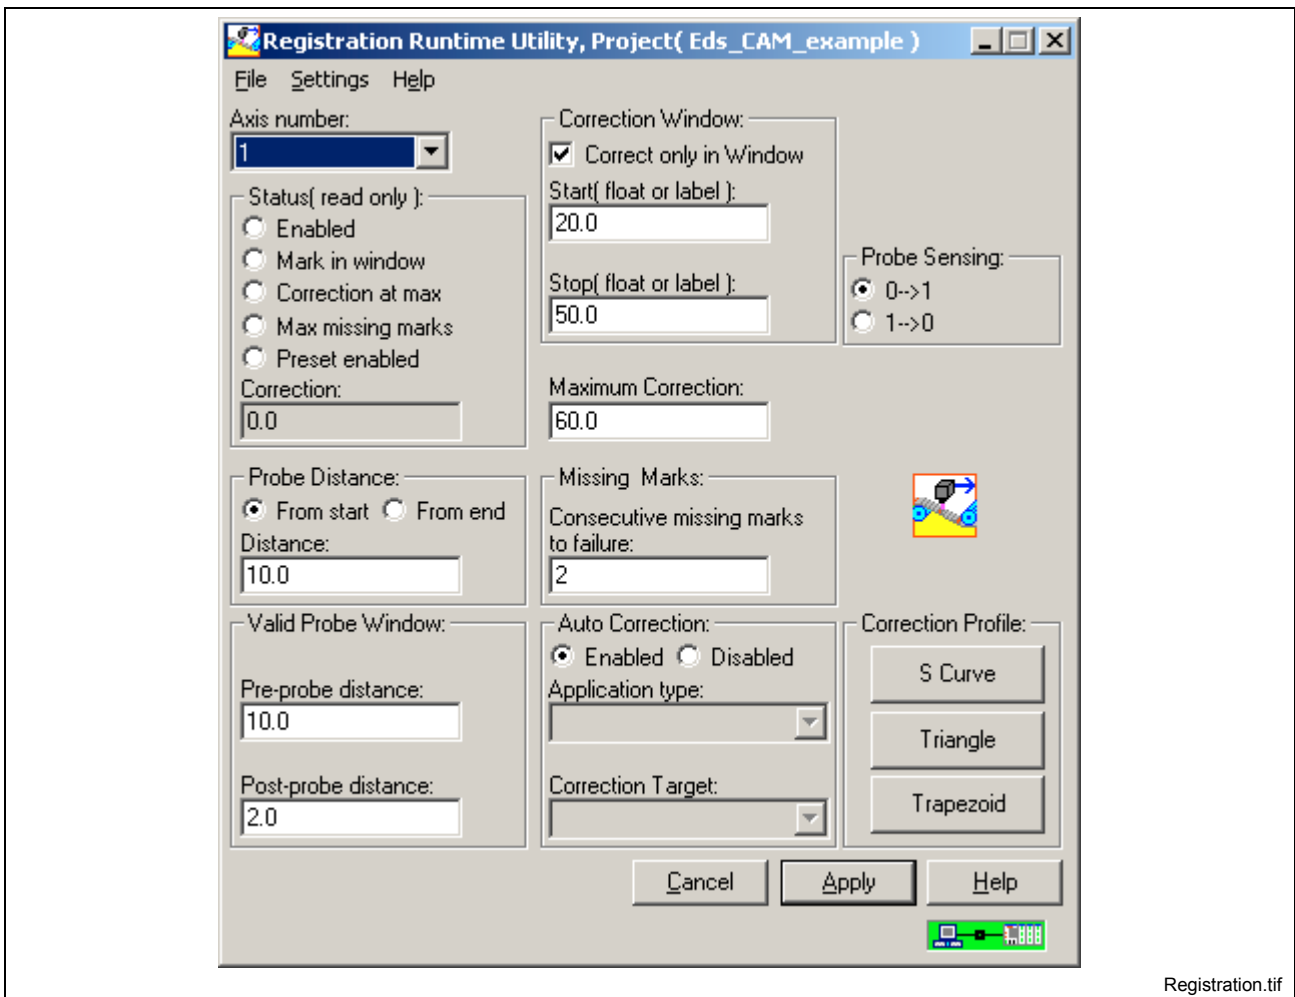 Registration Runtime Utility, Project( Eds_CAM_example )
File Settings Help
Axis number:
1
Status( read only ):
Enabled
Mark in window
Correction at max
Max missing marks
Preset enabled
Correction:
0.0
Correction Window:
Correct only in Window
Start( float or label ):
20.0
Stop( float or label ):
50.0
Probe Sensing:
0-->1
1-->0
Maximum Correction:
60.0
Probe Distance:
From start From end
Distance:
10.0
Missing Marks:
Consecutive missing marks
to failure:
2
Valid Probe Window:
Pre-probe distance:
10.0
Post-probe distance:
2.0
Auto Correction:
Enabled Disabled
Application type:
Correction Target:
Correction Profile:
S Curve
Triangle
Trapezoid
Cancel Apply Help
Registration.tif